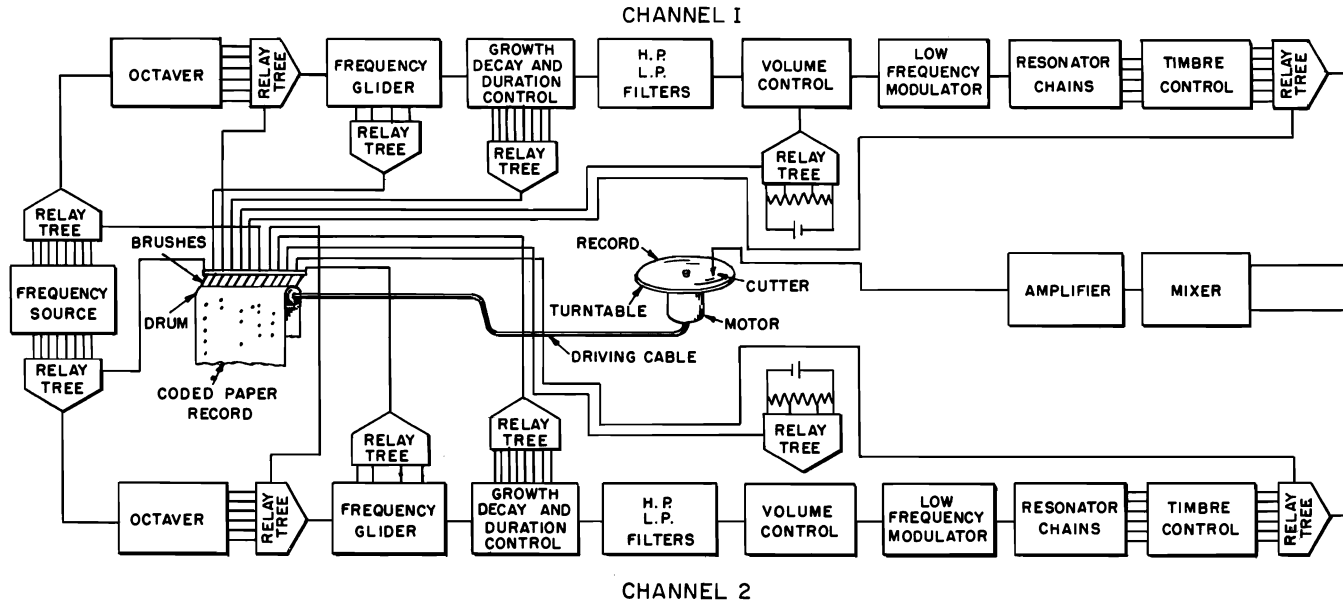 CHANNEL I
OCTAVER
RELAY
TREE
FREQUENCY
GLIDER
GROWTH
DECAY AND
DURATION
CONTROL
H.P.
L.P.
FILTERS
VOLUME
CONTROL
LOW
FREQUENCY
MODULATOR
RESONATOR
CHAINS
TIMBRE
CONTROL
RELAY
TREE
RELAY
TREE
RELAY
TREE
RELAY
TREE
RELAY
TREE
BRUSHES
FREQUENCY
SOURCE
DRUM
RECORD
TURNTABLE
CUTTER
MOTOR
DRIVING CABLE
AMPLIFIER
MIXER
RELAY
TREE
CODED PAPER
RECORD
RELAY
TREE
RELAY
TREE
RELAY
TREE
OCTAVER
RELAY
TREE
FREQUENCY
GLIDER
GROWTH
DECAY AND
DURATION
CONTROL
H.P.
L.P.
FILTERS
VOLUME
CONTROL
LOW
FREQUENCY
MODULATOR
RESONATOR
CHAINS
TIMBRE
CONTROL
RELAY
TREE
CHANNEL 2